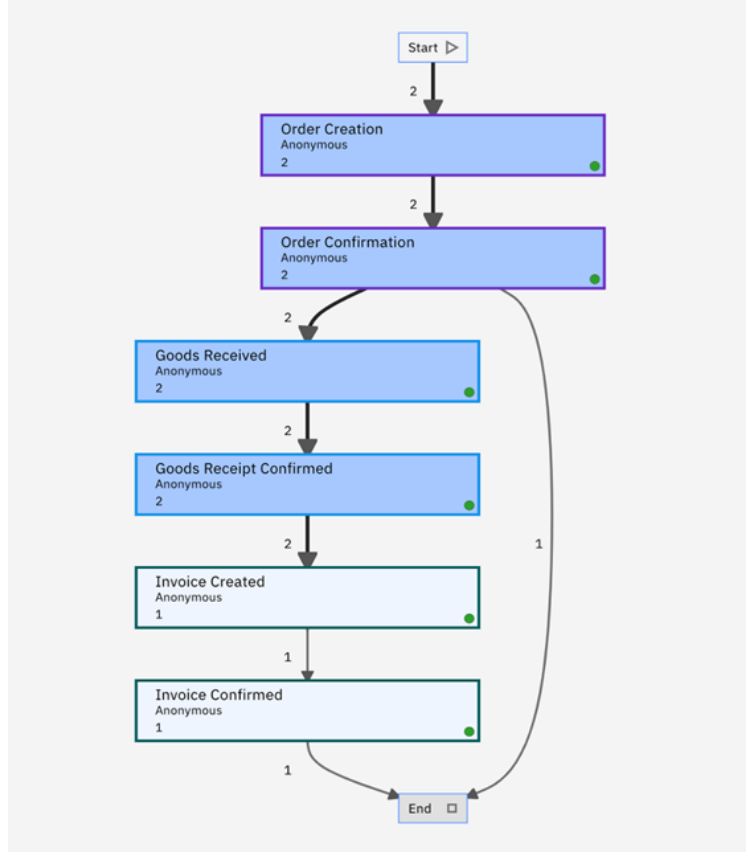 Start
2
Order Creation
Anonymous
2
2
Order Confirmation
Anonymous
2
2
Goods Received
Anonymous
2
2
Goods Receipt Confirmed
Anonymous
2
2
1
Invoice Created
Anonymous
1
1
Invoice Confirmed
Anonymous
1
1
End